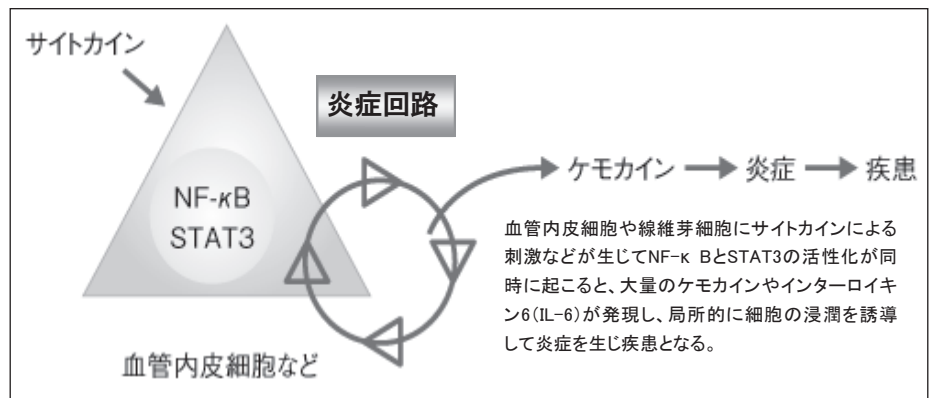 サイトカイン
炎症回路
NF-κB
STAT3
ケモカイン
炎症
疾患
血管内皮細胞や線維芽細胞にサイトカインによる
刺激などが生じてNF-κ BとSTAT3の活性化が同
時に起こると、大量のケモカインやインターロイキ
ン6(IL-6)が発現し、局所的に細胞の浸潤を誘導
して炎症を生じ疾患となる。
血管内皮細胞など